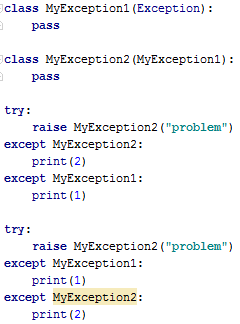 class MyException1(Exception):
    pass

class MyException2(MyException1):
    pass

try:
    raise MyException2("problem")
except MyException2:
    print(2)
except MyException1:
    print(1)

try:
    raise MyException2("problem")
except MyException1:
    print(1)
except MyException2:
    print(2)